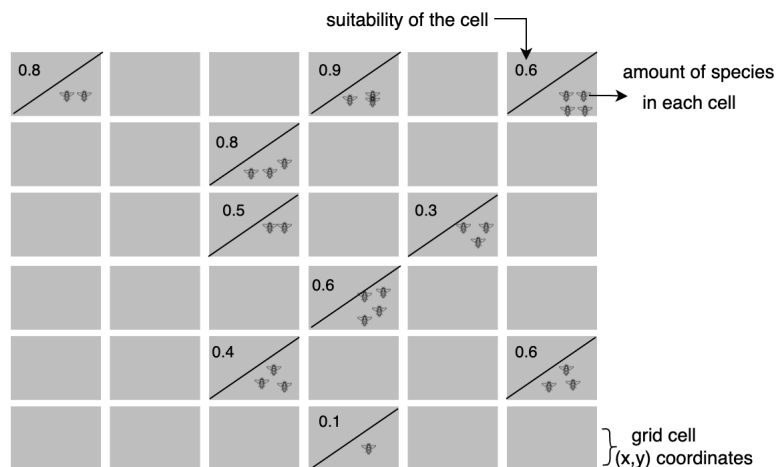 suitability of the cell
0.8
0.9
0.6
amount of species
in each cell
0.8
0.5
0.3
0.6
0.4
0.6
0.1
grid cell
(x,y) coordinates